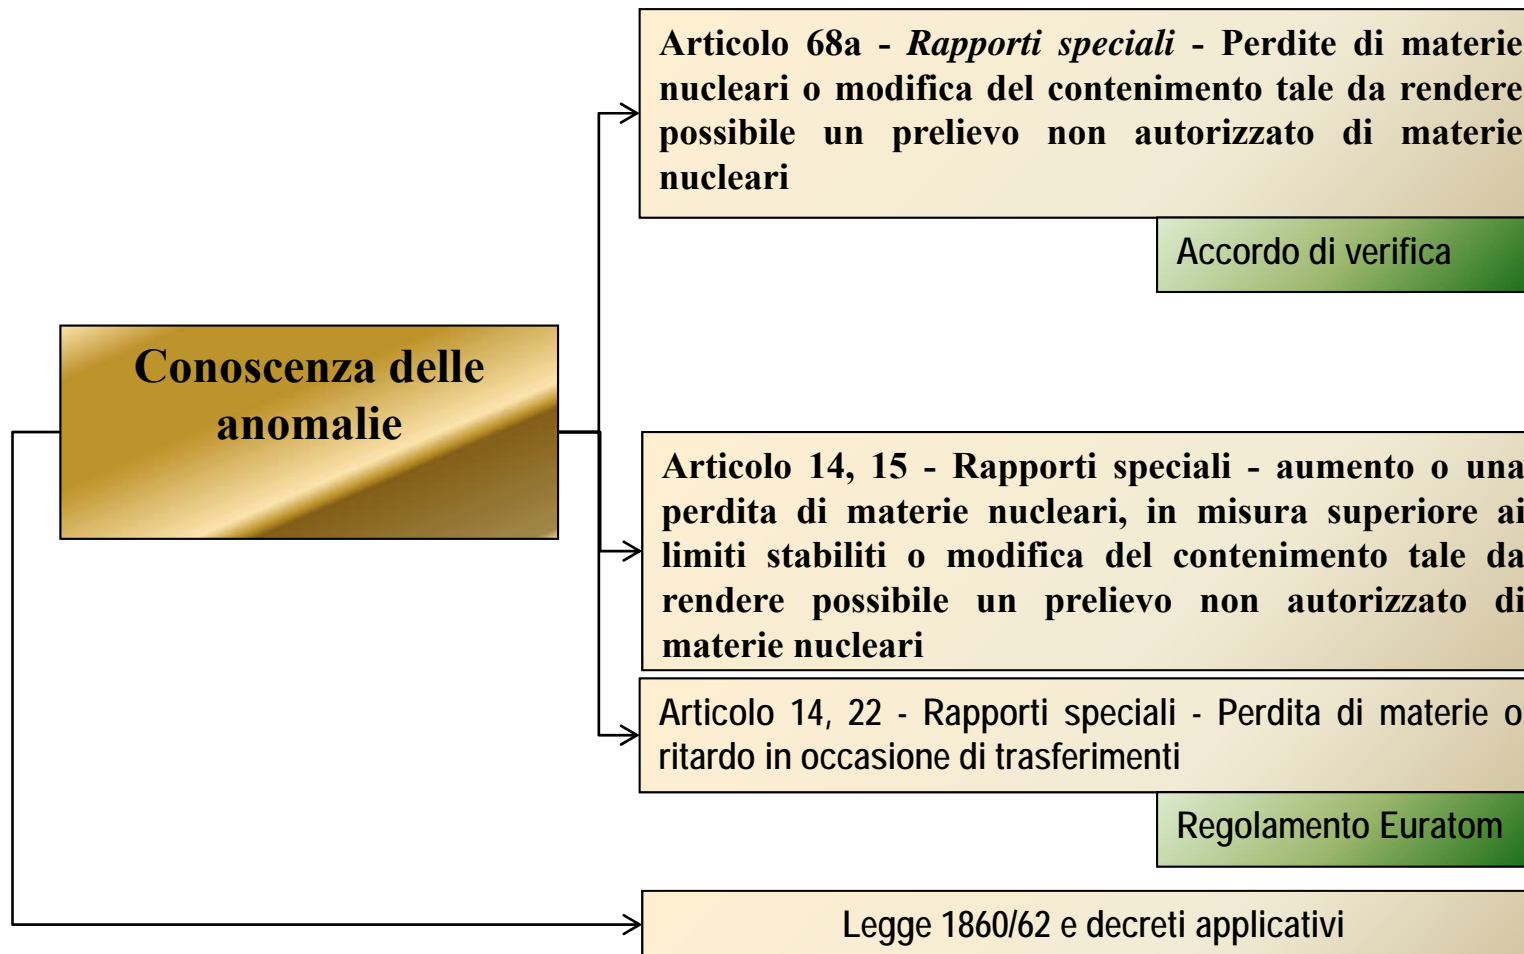 Articolo 68a - Rapporti speciali - Perdite di materie
nucleari o modifica del contenimento tale da rendere
possibile un prelievo non autorizzato di materie
nucleari
Accordo di verifica
Conoscenza delle
anomalie
Articolo 14, 15 - Rapporti speciali - aumento o una
perdita di materie nucleari, in misura superiore ai
limiti stabiliti o modifica del contenimento tale da
rendere possibile un prelievo non autorizzato di
materie nucleari
Articolo 14, 22 - Rapporti speciali - Perdita di materie o
ritardo in occasione di trasferimenti
Regolamento Euratom
Legge 1860/62 e decreti applicativi